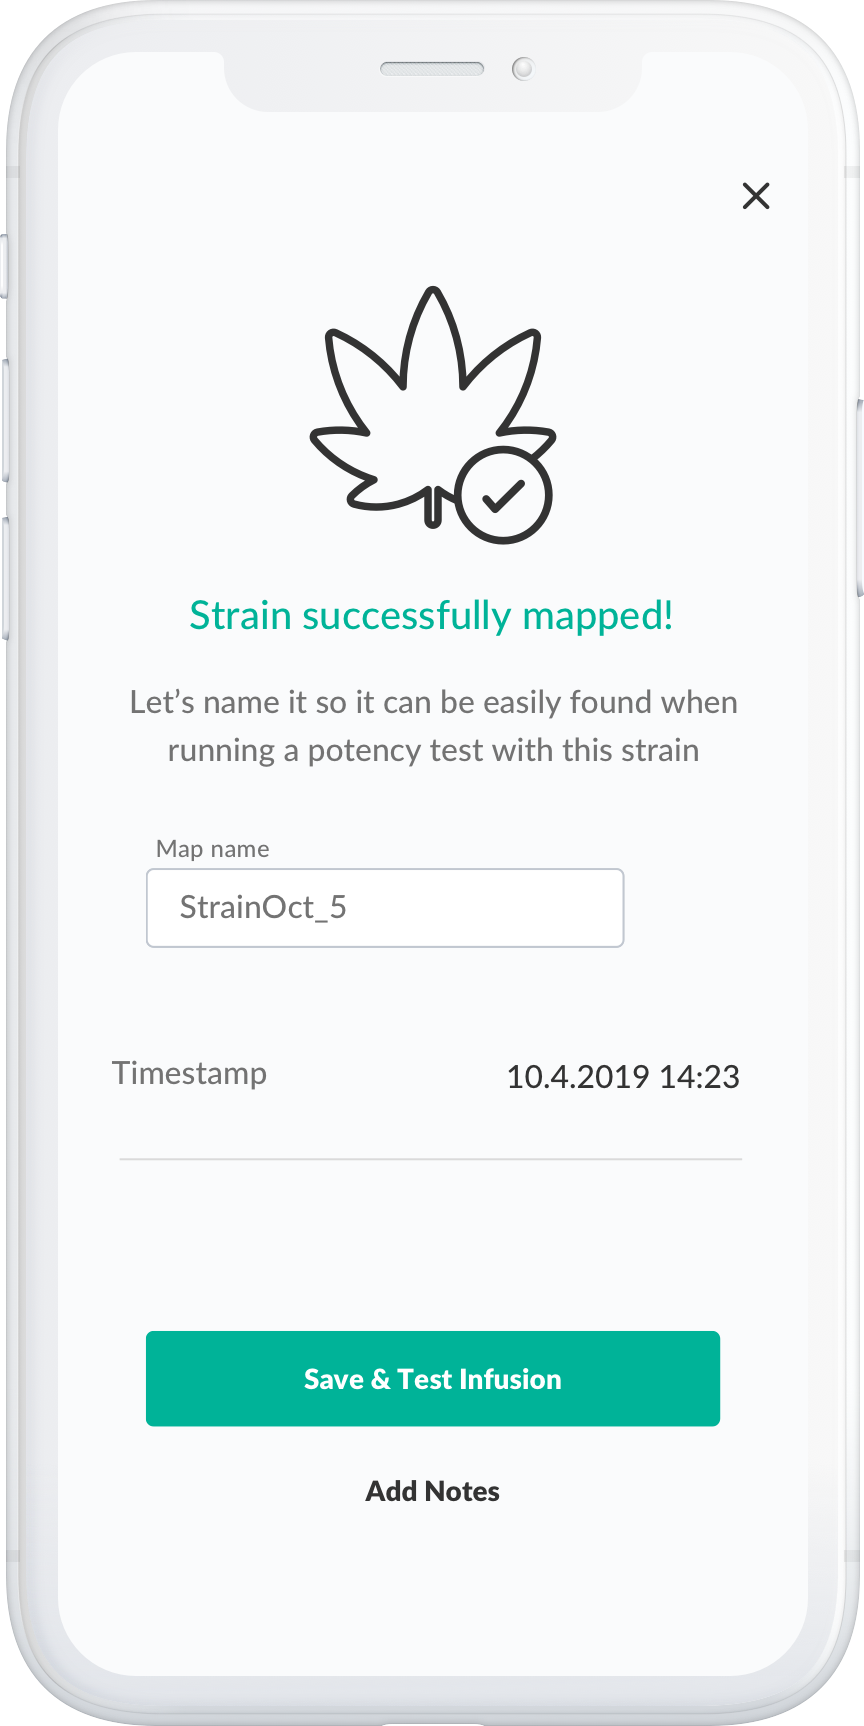 Strain successfully mapped!
Let’s name it so it can be easily found when
running a potency test with this strain
Map name
StrainOct_5
Timestamp 10.4.2019 14:23
Save & Test Infusion
Add Notes